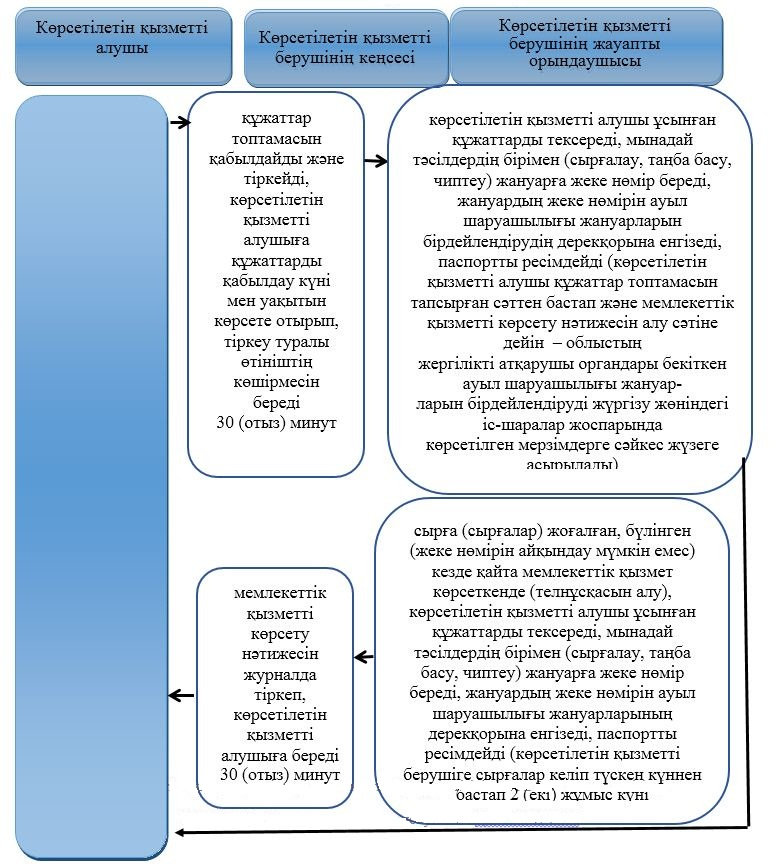 Көрсетілетін қызметті
алушы
Көрсетілетін қызметті
берушінің кеңсесі
Көрсетілетін қызметті
берушінің жауапты
орындаушысы
құжаттар
топтамасын
қабылдайды және
тіркейді,
көрсетілетін
қызметті
алушыға
құжаттарды
қабылдау күні
мен уақытын
көрсете отырып,
тіркеу туралы
өтініштің
көшірмесін
береді
30 (отыз) минут
көрсетілетін қызметті алушы ұсынған
құжаттарды тексереді, мынадай
тәсілдердің бірімен (сырғалау, таңба басу,
чиптеу) жануарға жеке нөмір береді,
жануардың жеке нөмірін ауыл
шаруашылығы жануарларын
бірдейлендірудің дерекқорына енгізеді,
паспортты ресімдейді (көрсетілетін
қызметті алушы құжаттар топтамасын
тапсырған сәттен бастап және мемлекеттік
қызметті көрсету нәтижесін алу сәтіне
дейін – облыстың
жергілікті атқарушы органдары бекіткен
ауыл шаруашылығы жануар-
ларын бірдейлендіруді жүргізу жөніндегі
іс-шаралар жоспарында
көрсетілген мерзімдерге сәйкес жүзеге
асырылады)
сырға (сырғалар) жоғалған, бүлінген
(жеке нөмірін айқындау мүмкін емес)
кезде қайта мемлекеттік қызмет
көрсеткенде (телнұсқасын алу),
көрсетілетін қызметті алушы ұсынған
құжаттарды тексереді, мынадай
тәсілдердің бірімен (сырғалау, таңба
басу, чиптеу) жануарға жеке нөмір
береді, жануардың жеке нөмірін ауыл
шаруашылығы жануарларының
дерекқорына енгізеді, паспортты
ресімдейді (көрсетілетін қызметті
берушіге сырғалар келіп түскен күннен
бастап 2 (екі) жұмыс күні
мемлекеттік
қызметті
көрсету
нәтижесін
журналда
тіркеп,
көрсетілетін
қызметті
алушыға береді
30 (отыз) минут